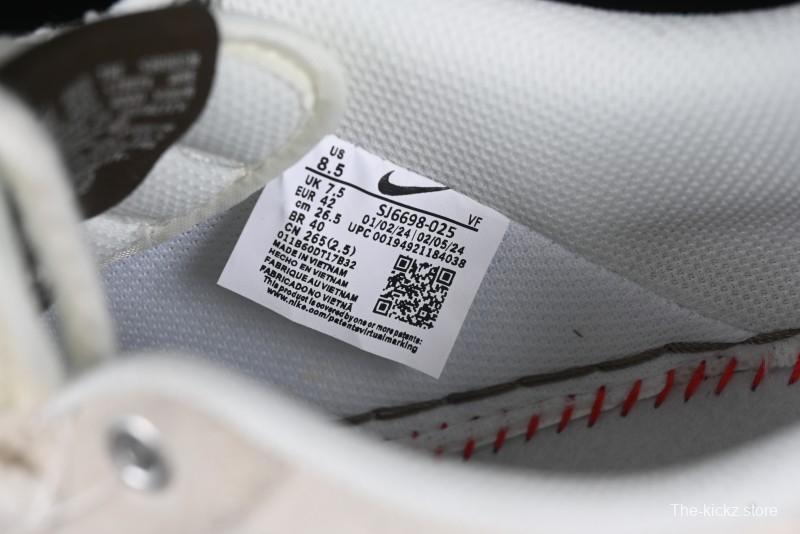 US
8.5
UK 7.5
EUR 42
cm 26.5
BR 40
CN 265(2.5)
011B60DT17B32
MADE IN VIETNAM
HECHO EN VIETNAM
FABRIQUE AU VIETNAM
FABRICADO NO VIETNÃ
This product is covered by one or more patents:
www.nike.com/patentsvirtualmarking
VF
SJ6698-025
01/02/24 | 02/05/24
UPC 00194921184038
The-kickz.store